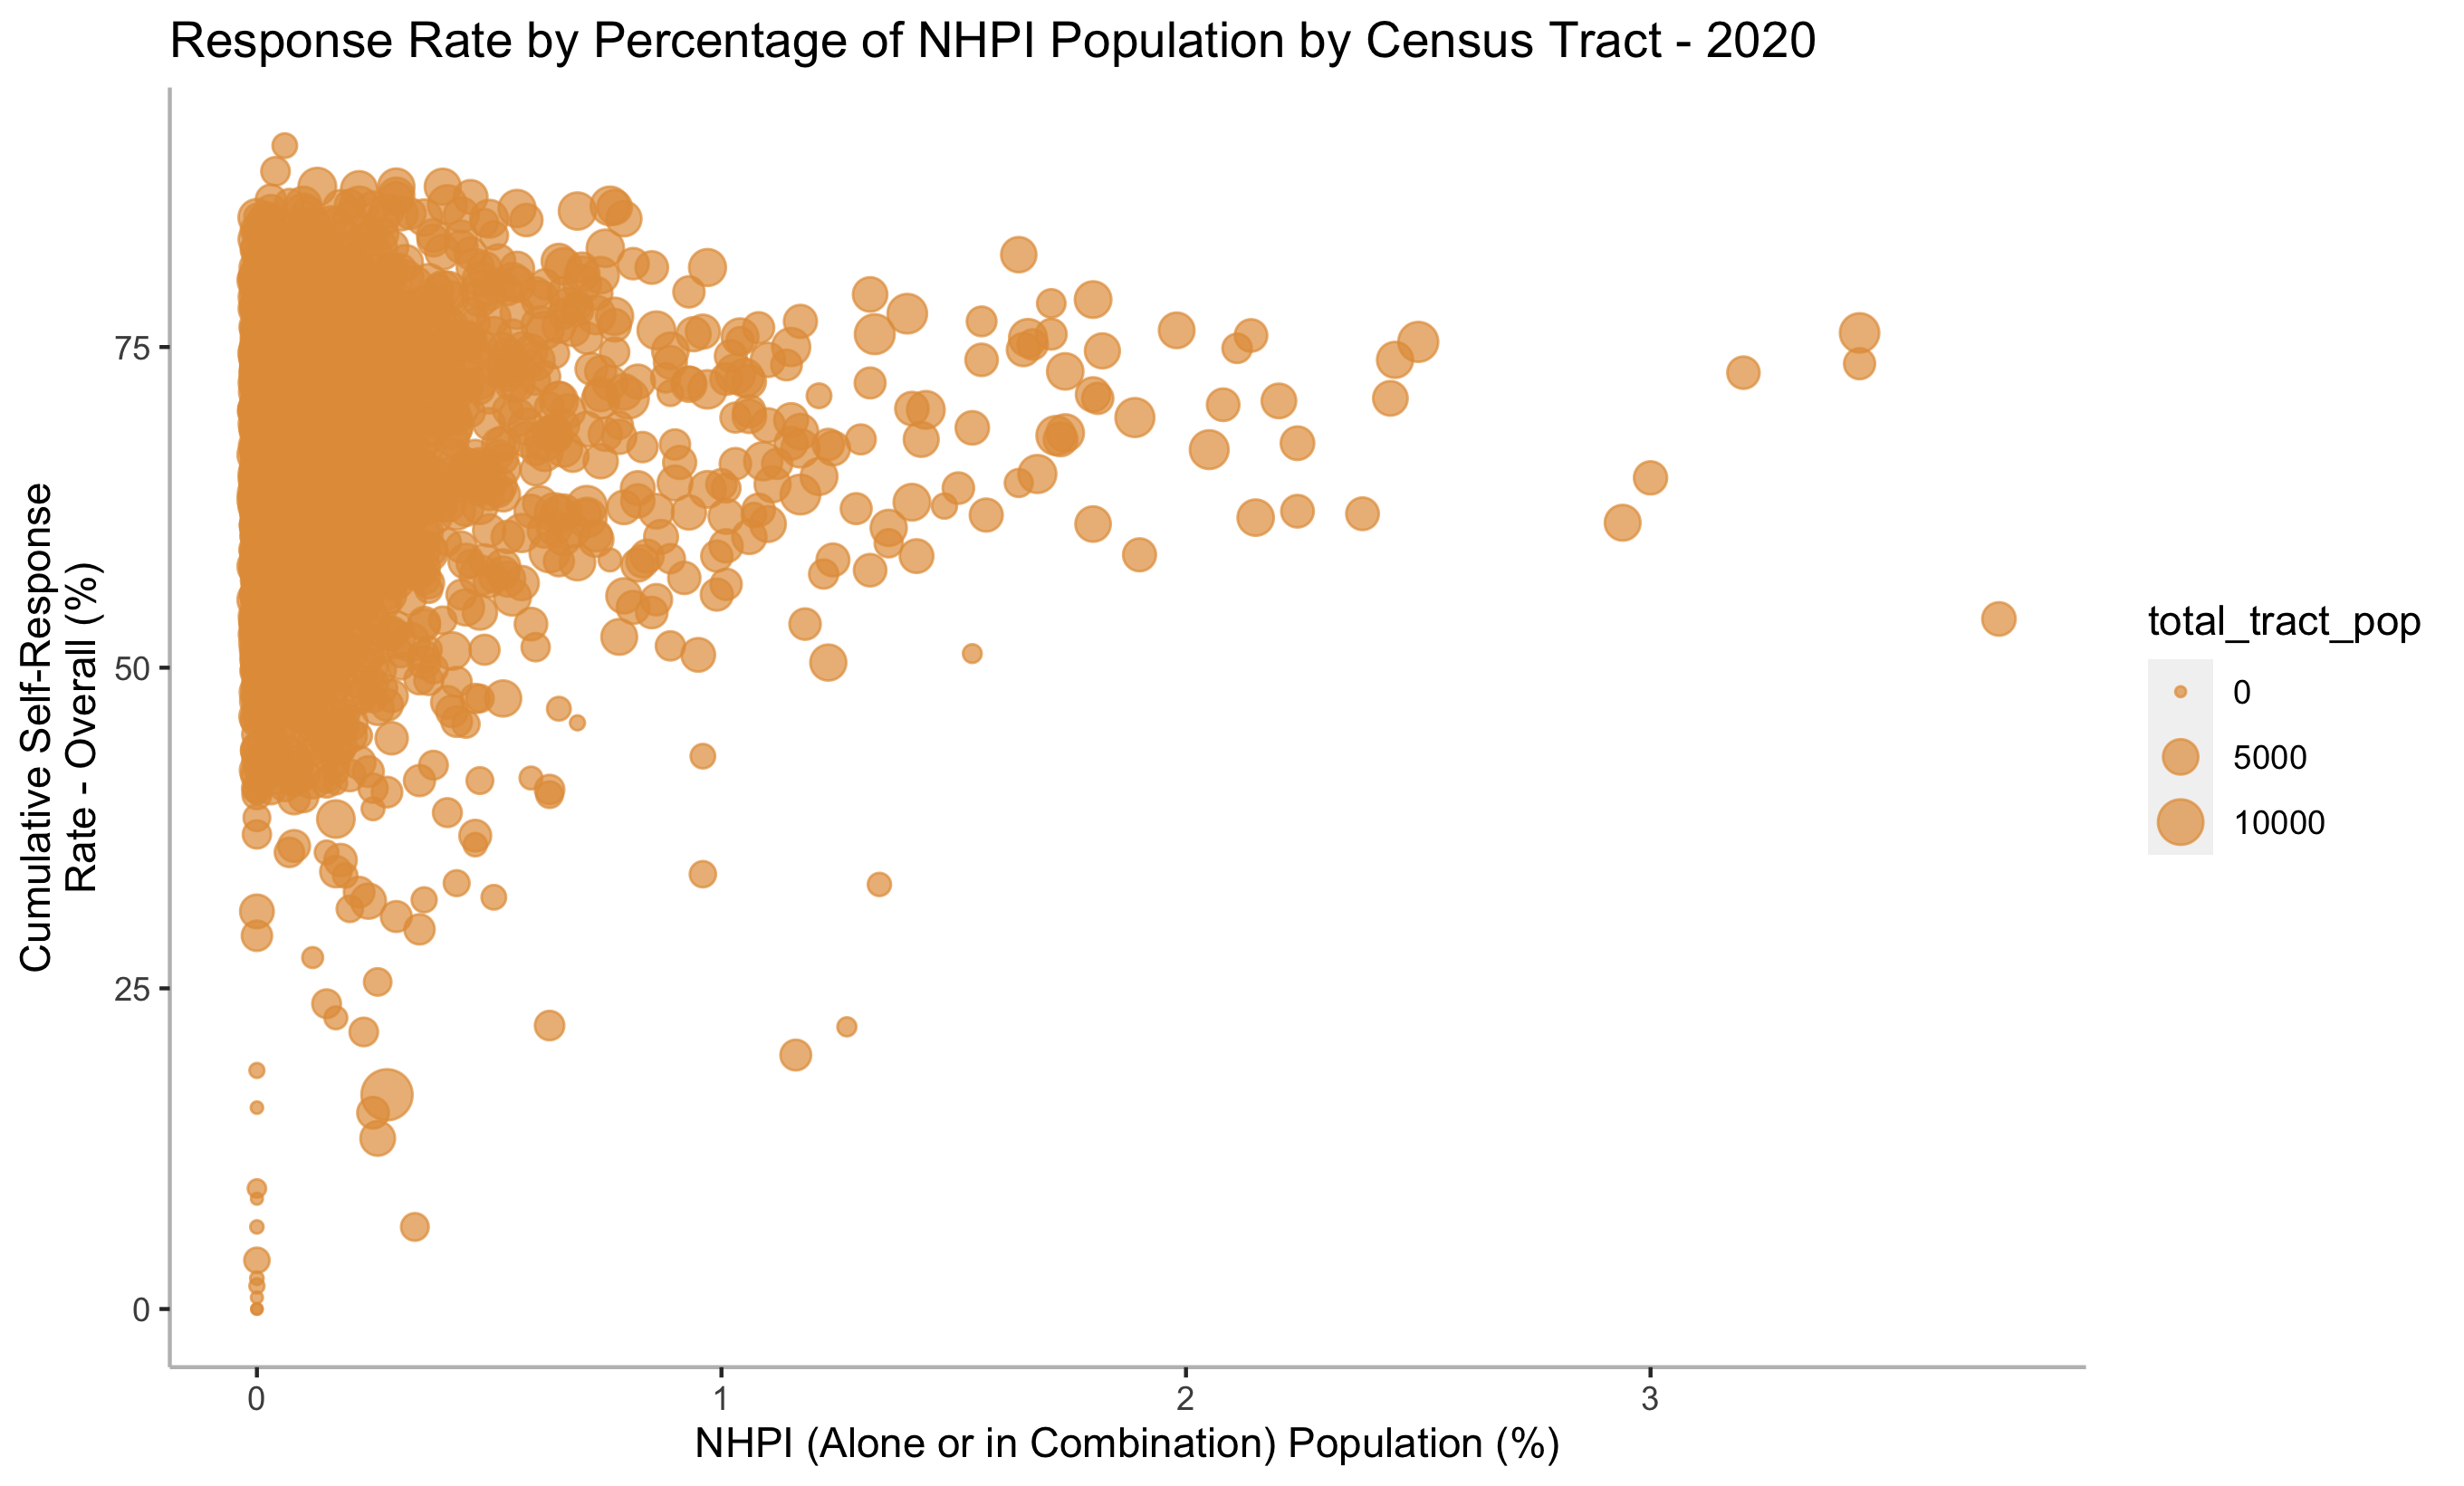 Response Rate by Percentage of NHPI Population by Census Tract - 2020
Cumulative Self-Response
Rate - Overall (%)
75
50
25
0
0
1
2
3
NHPI (Alone or in Combination) Population (%)
total_tract_pop
0
5000
10000